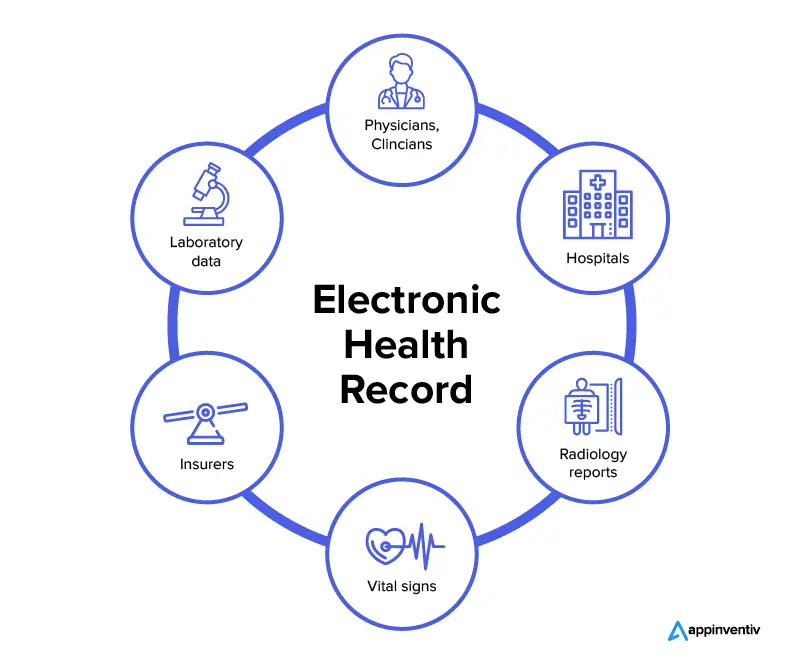 Physicians,
Clincians
Laboratory
data
Hospitals
Electronic
Health
Record
Insurers
Radiology
reports
Vital signs
appinventiv